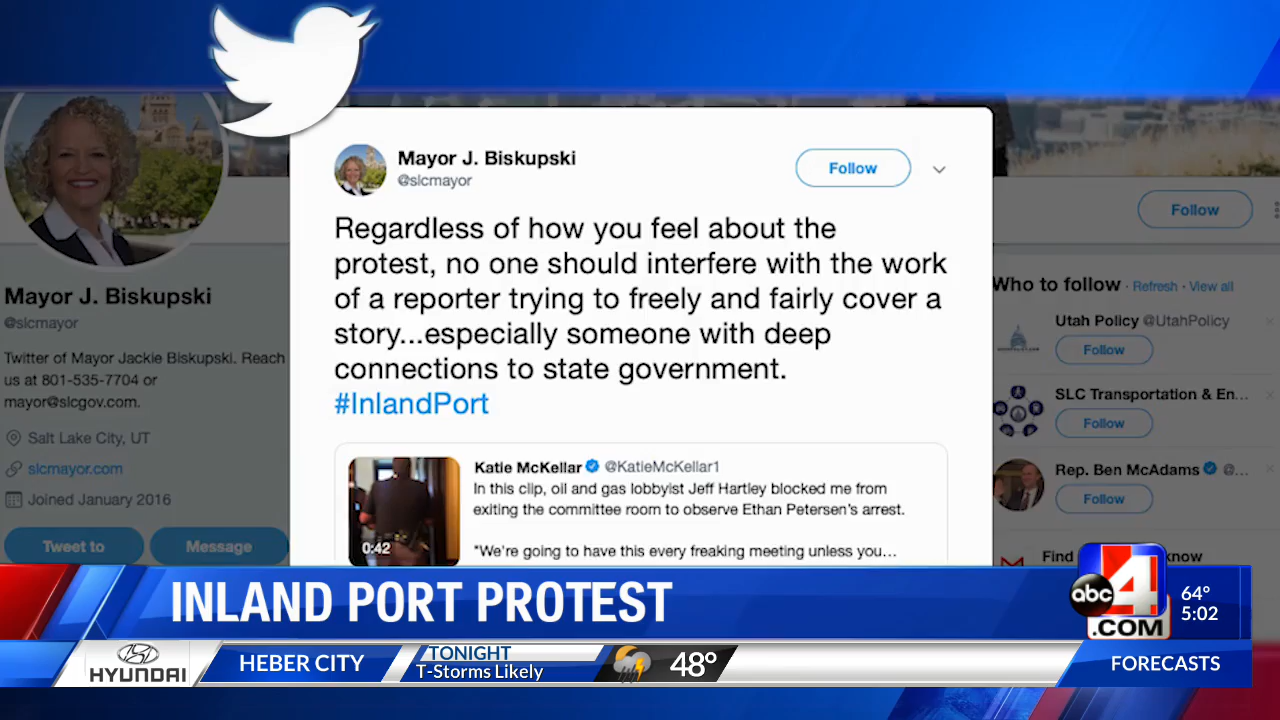 Mayor J. Biskupski
@slcmayor
Follow
Regardless of how you feel about the
protest, no one should interfere with the work
of a reporter trying to freely and fairly cover a
story...especially someone with deep
connections to state government.
#InlandPort
Katie McKellar @KatieMcKellar1
In this clip, oil and gas lobbyist Jeff Hartley blocked me from
exiting the committee room to observe Ethan Petersen's arrest.
"We're going to have this every freaking meeting unless you...
0:42
Mayor J. Biskupski
@slcmayor
Twitter of Mayor Jackie Biskupski. Reach
us at 801-535-7704 or
mayor@slcgov.com.
Salt Lake City, UT
slcmayor.com
Joined January 2016
Tweet to
Message
Follow
Who to follow · Refresh · View all
Utah Policy @UtahPolicy
Follow
SLC Transportation & En...
Follow
Rep. Ben McAdams @...
Follow
Find
know
INLAND PORT PROTEST
abc 4
.COM
64°
5:02
HYUNDAI
HEBER CITY
TONIGHT
T-Storms Likely
48°
FORECASTS